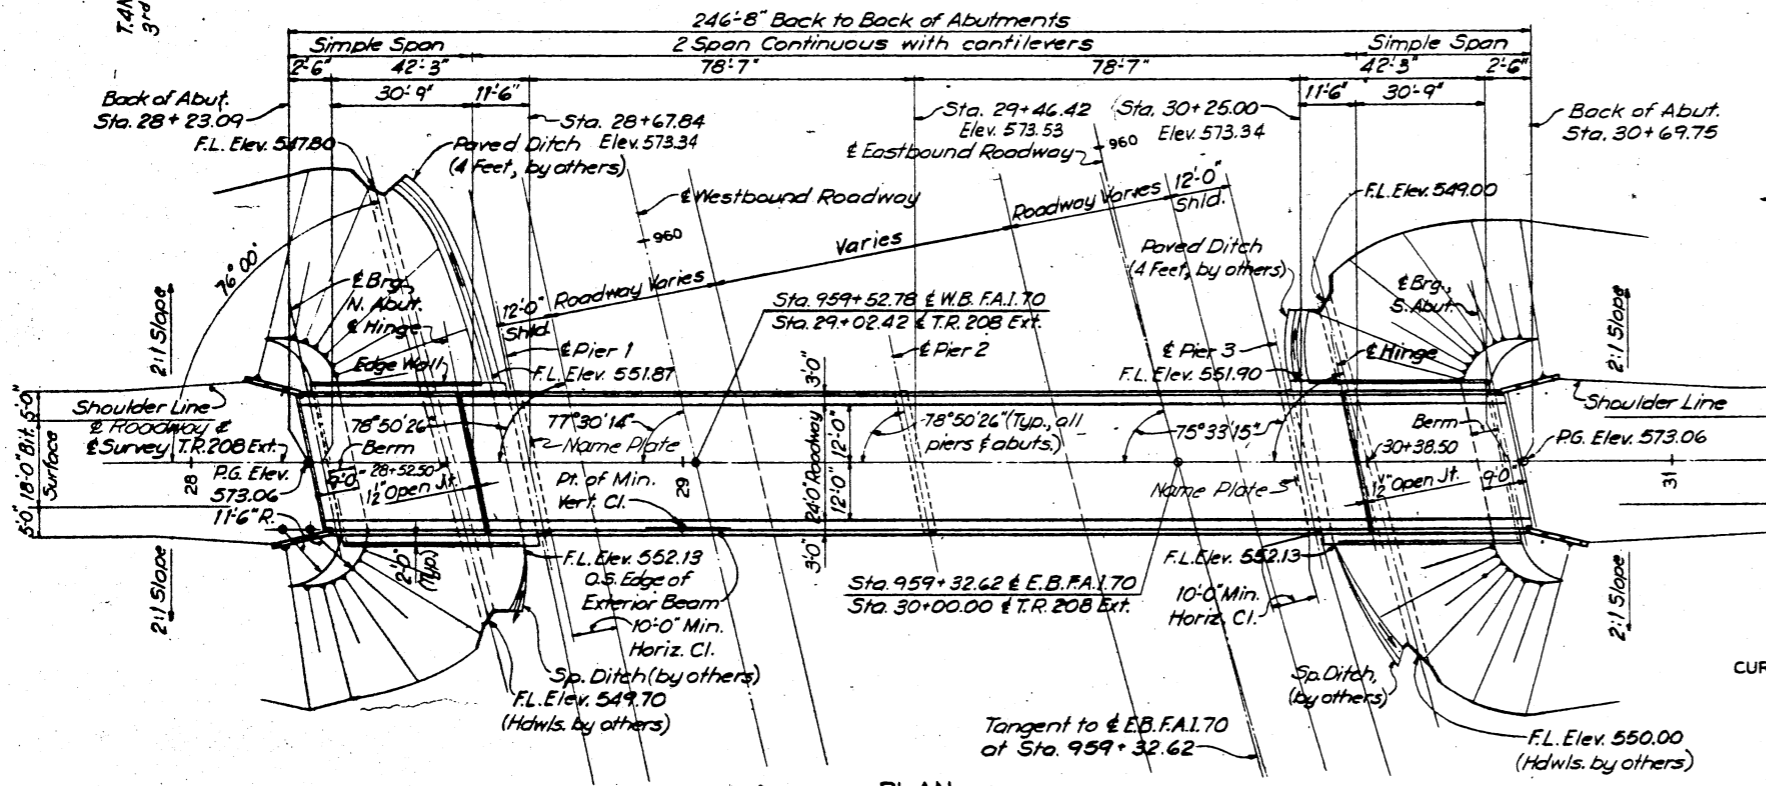 T.4N
3rd
246'-8" Back to Back of Abutments
Simple Span
2 Span Continuous with cantilevers
Simple Span
2'-6"
42'-3"
78'-7"
78'-7"
42'-3"
2'-6"
30'-9"
11'-6"
11'-6"
30'-9"
Back of Abut.
Sta. 28+23.09
Sta. 28+67.84
Elev. 573.34
Sta. 29+46.42
Elev. 573.53
Sta. 30+25.00
Elev. 573.34
Back of Abut.
Sta. 30+69.75
F.L. Elev. 547.80
Paved Ditch
(4 Feet, by others)
℄ Eastbound Roadway
960
℄ Westbound Roadway
960
Roadway Varies
12'-0"
Shld.
F.L. Elev. 549.00
Varies
Paved Ditch
(4 Feet, by others)
76°00'
℄ Brg.
N. Abut.
℄ Hinge
Edge Wall
12'-0"
Shld.
Roadway Varies
Sta. 959+52.78 ℄ W.B. F.A.I. 70
Sta. 29+02.42 ℄ T.R. 208 Ext.
℄ Brg.
S. Abut.
2:1 Slope
2:1 Slope
℄ Pier 1
F.L. Elev. 551.87
℄ Pier 2
℄ Pier 3
F.L. Elev. 551.90
℄ Hinge
3'-0"
5'-0"
18'-0" Bit.
Surface
5'-0"
Shoulder Line
℄ Roadway &
℄ Survey T.R. 208 Ext.
P.G. Elev.
573.06
11'-6" R.
28
78°50'26"
Berm
9'-0"
28+52.50
1½" Open Jt.
77°30'14"
Name Plate
Pt. of Min.
Vert. Cl.
29
24'-0" Roadway
12'-0"
12'-0"
3'-0"
78°50'26" (Typ., all
piers & abuts.)
75°33'15"
Name Plate
Berm
30+38.50
1½" Open Jt.
9'-0"
Shoulder Line
P.G. Elev. 573.06
31
2:1 Slope
2'-0"
(Typ.)
F.L. Elev. 552.13
O.S. Edge of
Exterior Beam
10'-0" Min.
Horiz. Cl.
Sta. 959+32.62 ℄ E.B. F.A.I. 70
Sta. 30+00.00 ℄ T.R. 208 Ext.
F.L. Elev. 552.13
10'-0" Min.
Horiz. Cl.
2:1 Slope
Sp. Ditch (by others)
F.L. Elev. 549.70
(Hdwls. by others)
Sp. Ditch,
(by others)
CUR
Tangent to ℄ E.B. F.A.I. 70
at Sta. 959+32.62
F.L. Elev. 550.00
(Hdwls. by others)
PLAN